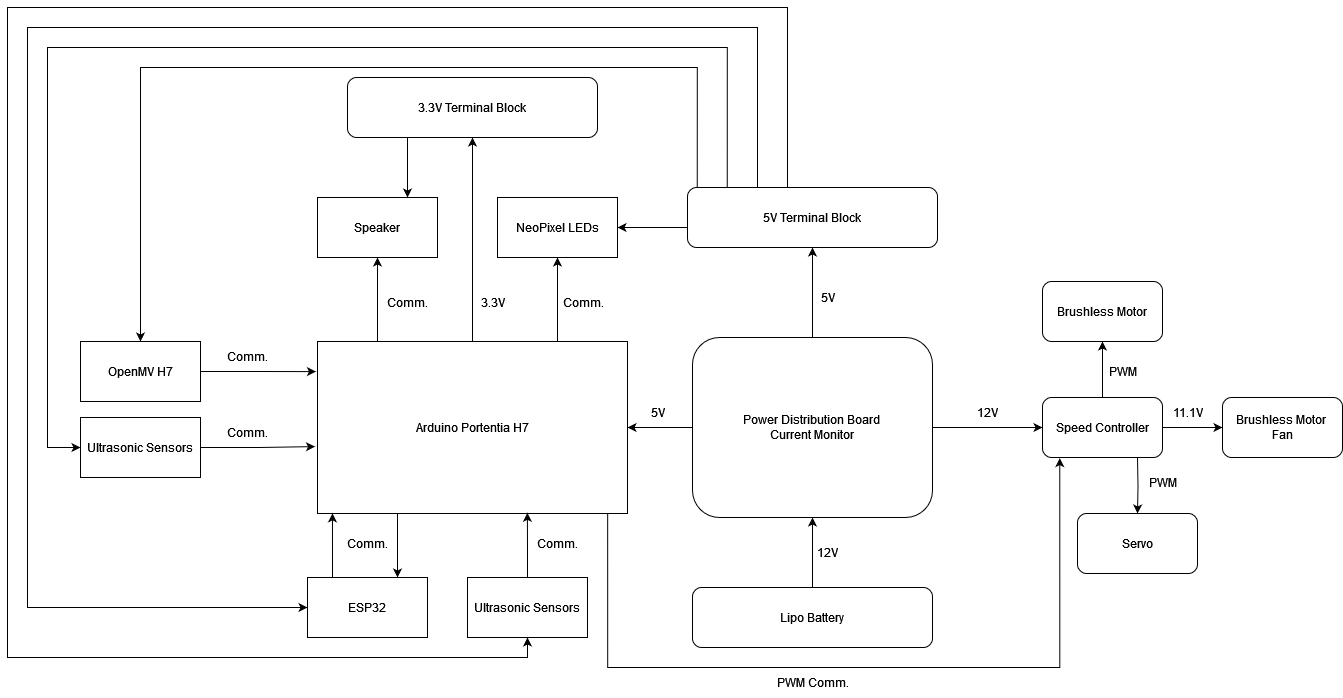 3.3V Terminal Block
5V Terminal Block
Speaker
NeoPixel LEDs
Comm.
3.3V
Comm.
5V
Brushless Motor
OpenMV H7
Comm.
PWM
Ultrasonic Sensors
Comm.
Arduino Portentia H7
5V
Power Distribution Board
Current Monitor
12V
Speed Controller
11.1V
Brushless Motor
Fan
PWM
Comm.
Comm.
12V
Servo
ESP32
Ultrasonic Sensors
Lipo Battery
PWM Comm.